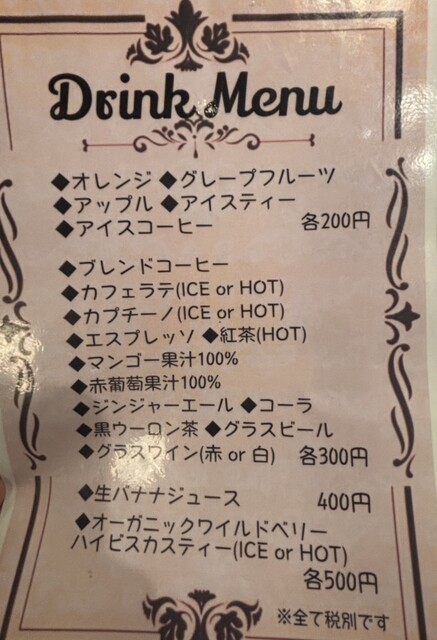 Drink Menu
◆オレンジ ◆グレープフルーツ
◆アップル ◆アイスティー
◆アイスコーヒー 各200円
◆ブレンドコーヒー
◆カフェラテ(ICE or HOT)
◆カプチーノ(ICE or HOT)
◆エスプレッソ ◆紅茶(HOT)
◆マンゴー果汁100%
◆赤葡萄果汁100%
◆ジンジャーエール ◆コーラ
◆黒ウーロン茶 ◆グラスビール
◆グラスワイン(赤 or 白) 各300円
◆生バナナジュース 400円
◆オーガニックワイルドベリー
ハイビスカスティー(ICE or HOT)
各500円
※全て税別です